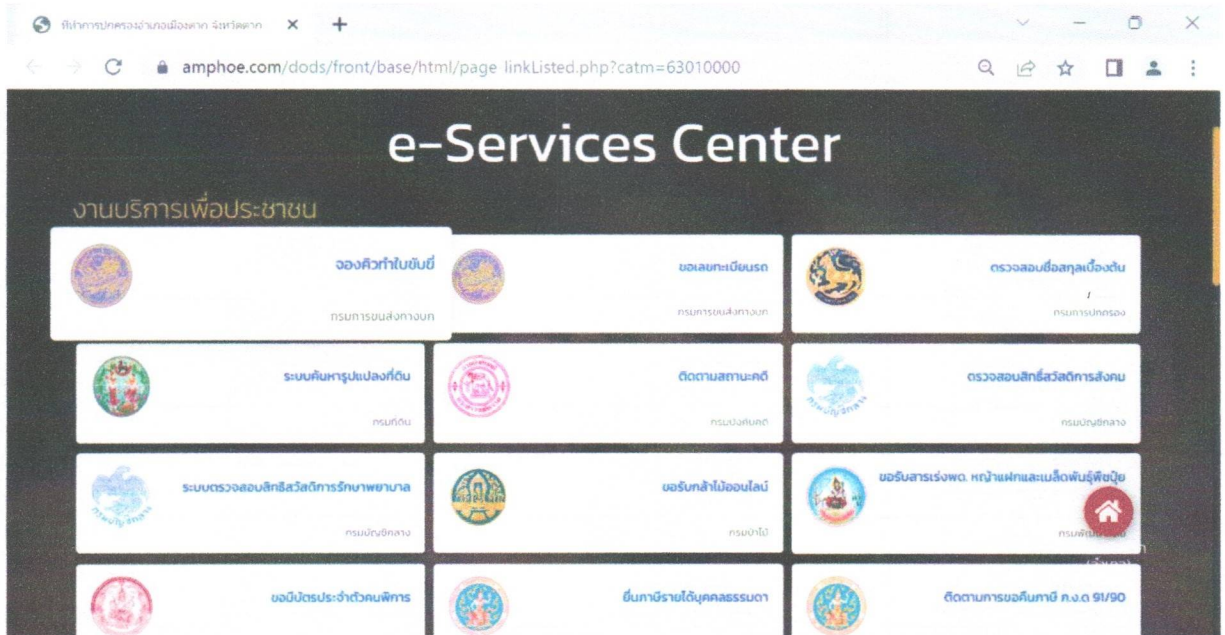 ที่ทำการปกครองอำเภอเมืองตาก จังหวัดตาก
amphoe.com/dods/front/base/html/page-linkListed.php?catm=63010000
e-Services Center
งานบริการเพื่อประชาชน
จองคิวทำใบขับขี่
กรมการขนส่งทางบก
ขอเลขทะเบียนรถ
กรมการขนส่งทางบก
ตรวจสอบชื่อสกุลเบื้องต้น
กรมการปกครอง
ระบบค้นหารูปแปลงที่ดิน
กรมที่ดิน
ติดตามสถานะคดี
กรมบังคับคดี
ตรวจสอบสิทธิ์สวัสดิการสังคม
กรมบัญชีกลาง
ระบบตรวจสอบสิทธิสวัสดิการรักษาพยาบาล
กรมบัญชีกลาง
ขอรับกล้าไม้ออนไลน์
กรมป่าไม้
ขอรับสารเร่งพด. หญ้าแฝกและเมล็ดพันธุ์พืชปุ๋ย
ขอมีบัตรประจำตัวคนพิการ
ยื่นภาษีรายได้บุคคลธรรมดา
ติดตามการขอคืนภาษี ภ.ง.ด 91/90